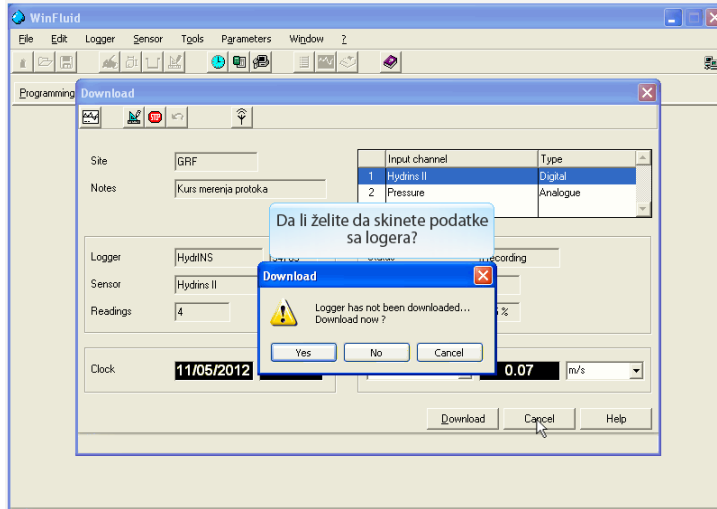 WinFluid
File Edit Logger Sensor Tools Parameters Window ?
Programming
Download
Site GRF
Notes Kurs merenja protoka
Input channel Type
1 Hydrins II Digital
2 Pressure Analogue
Da li želite da skinete podatke
sa logera?
Logger HydrINS
Sensor Hydrins II
Readings 4
%
Download
Logger has not been downloaded...
Download now ?
Yes No Cancel
Clock 11/05/2012 0.07 m/s
Download Cancel Help